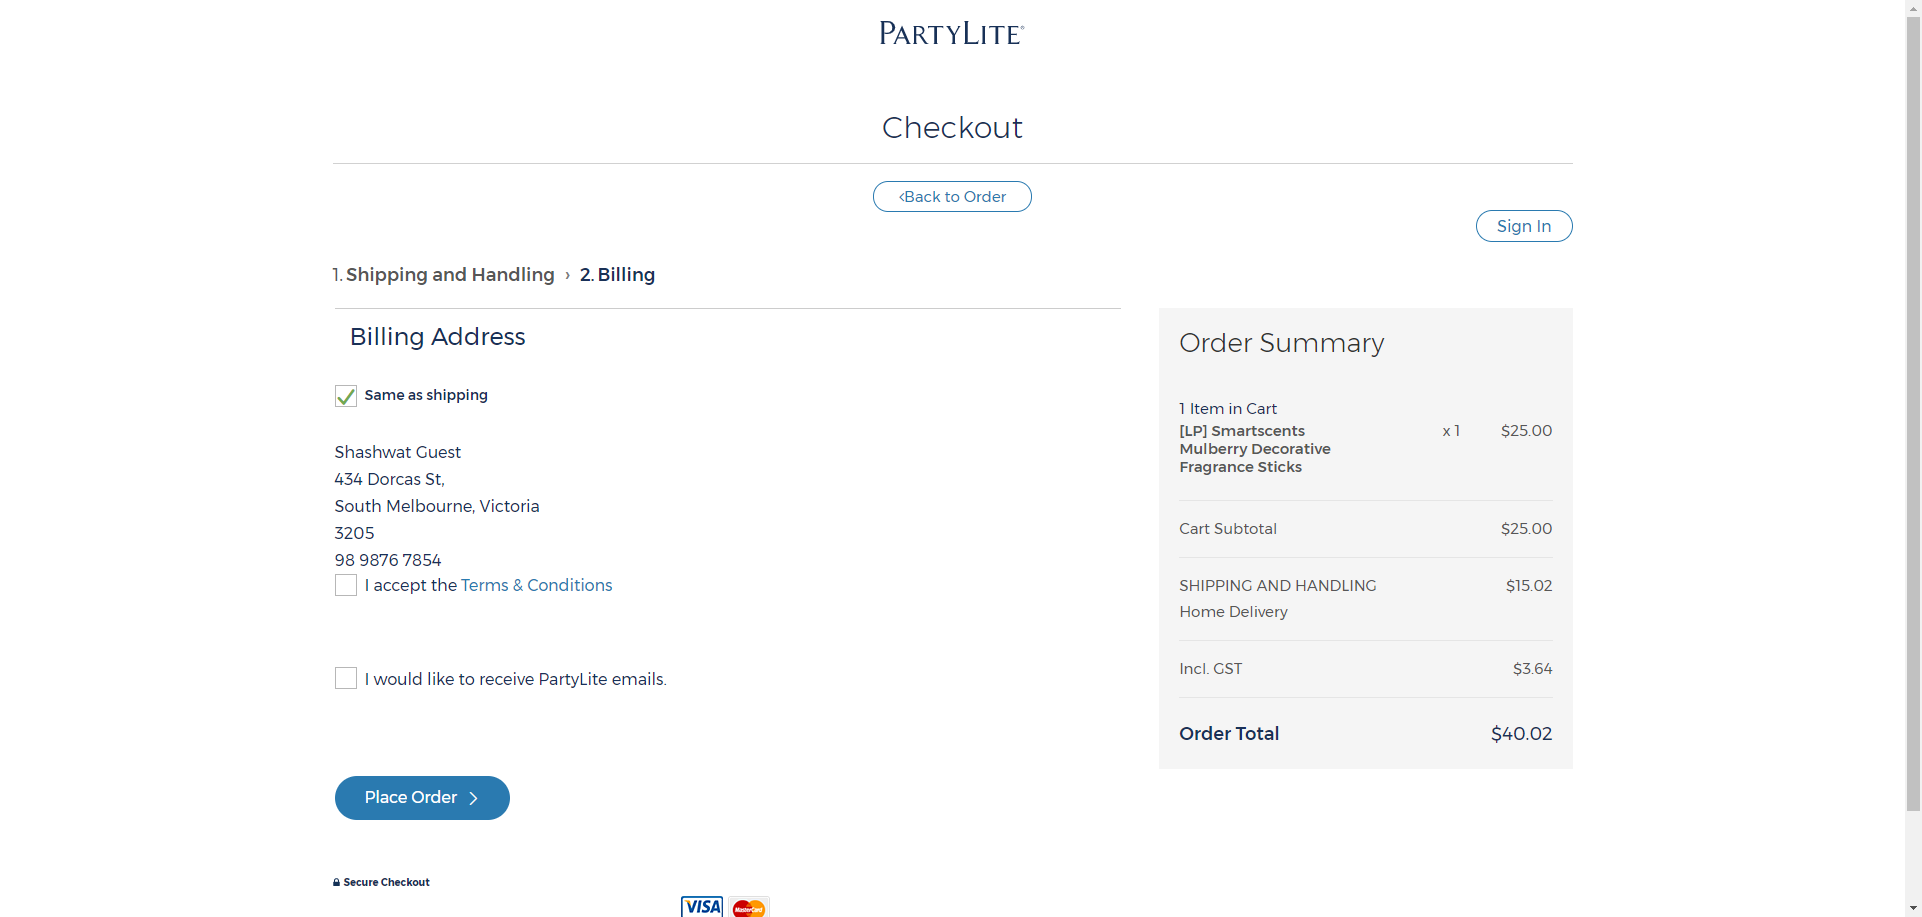 PARTYLITE®
Checkout
‹Back to Order
Sign In
1. Shipping and Handling › 2. Billing
Billing Address
Same as shipping
Shashwat Guest
434 Dorcas St,
South Melbourne, Victoria
3205
98 9876 7854
I accept the Terms & Conditions
I would like to receive PartyLite emails.
Place Order
Order Summary
1 Item in Cart
[LP] Smartscents x 1 $25.00
Mulberry Decorative
Fragrance Sticks
Cart Subtotal $25.00
SHIPPING AND HANDLING $15.02
Home Delivery
Incl. GST $3.64
Order Total $40.02
Secure Checkout
VISA MasterCard